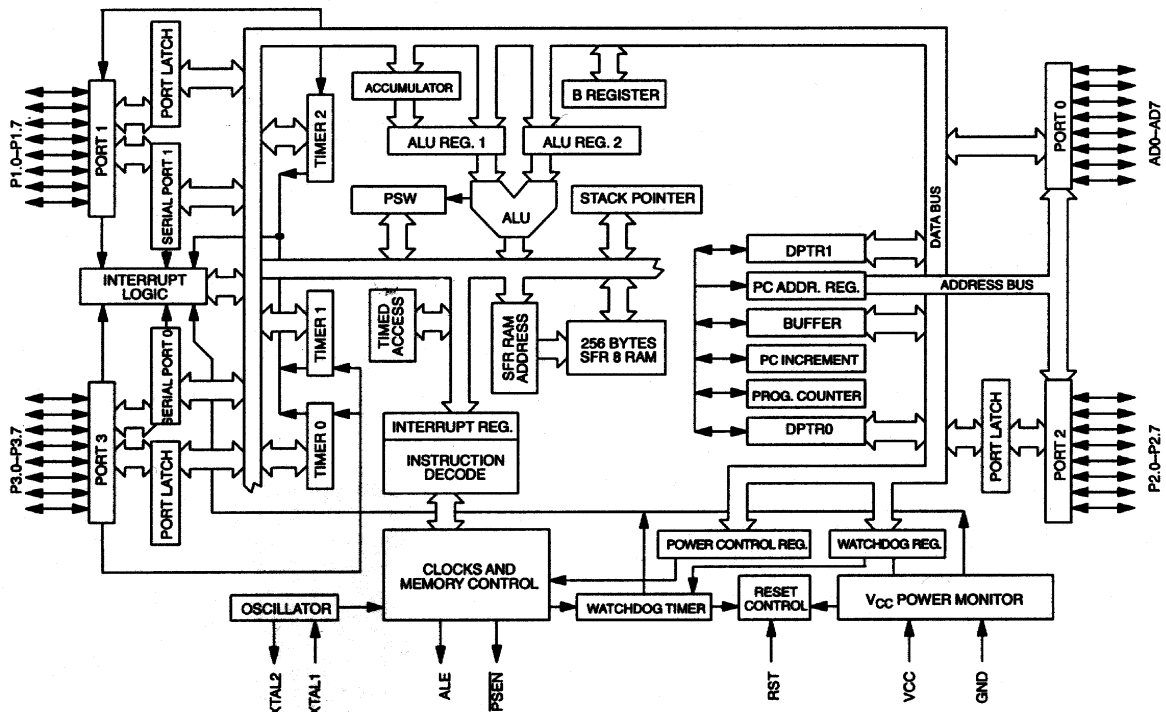 PORT LATCH
ACCUMULATOR
B REGISTER
P1.0–P1.7
PORT 1
TIMER 2
PORT 0
AD0–AD7
ALU REG. 1
ALU REG. 2
SERIAL PORT 1
PSW
ALU
STACK POINTER
DATA BUS
DPTR1
INTERRUPT
LOGIC
PC ADDR. REG.
ADDRESS BUS
TIMED
ACCESS
TIMER 1
SFR RAM
ADDRESS
256 BYTES
SFR 8 RAM
BUFFER
SERIAL PORT 0
PC INCREMENT
PROG. COUNTER
P3.0–P3.7
PORT 3
TIMER 0
INTERRUPT REG.
DPTR0
PORT LATCH
PORT 2
P2.0–P2.7
PORT LATCH
INSTRUCTION
DECODE
POWER CONTROL REG.
WATCHDOG REG.
CLOCKS AND
MEMORY CONTROL
OSCILLATOR
WATCHDOG TIMER
RESET
CONTROL
VCC POWER MONITOR
XTAL2
XTAL1
ALE
PSEN
RST
VCC
GND